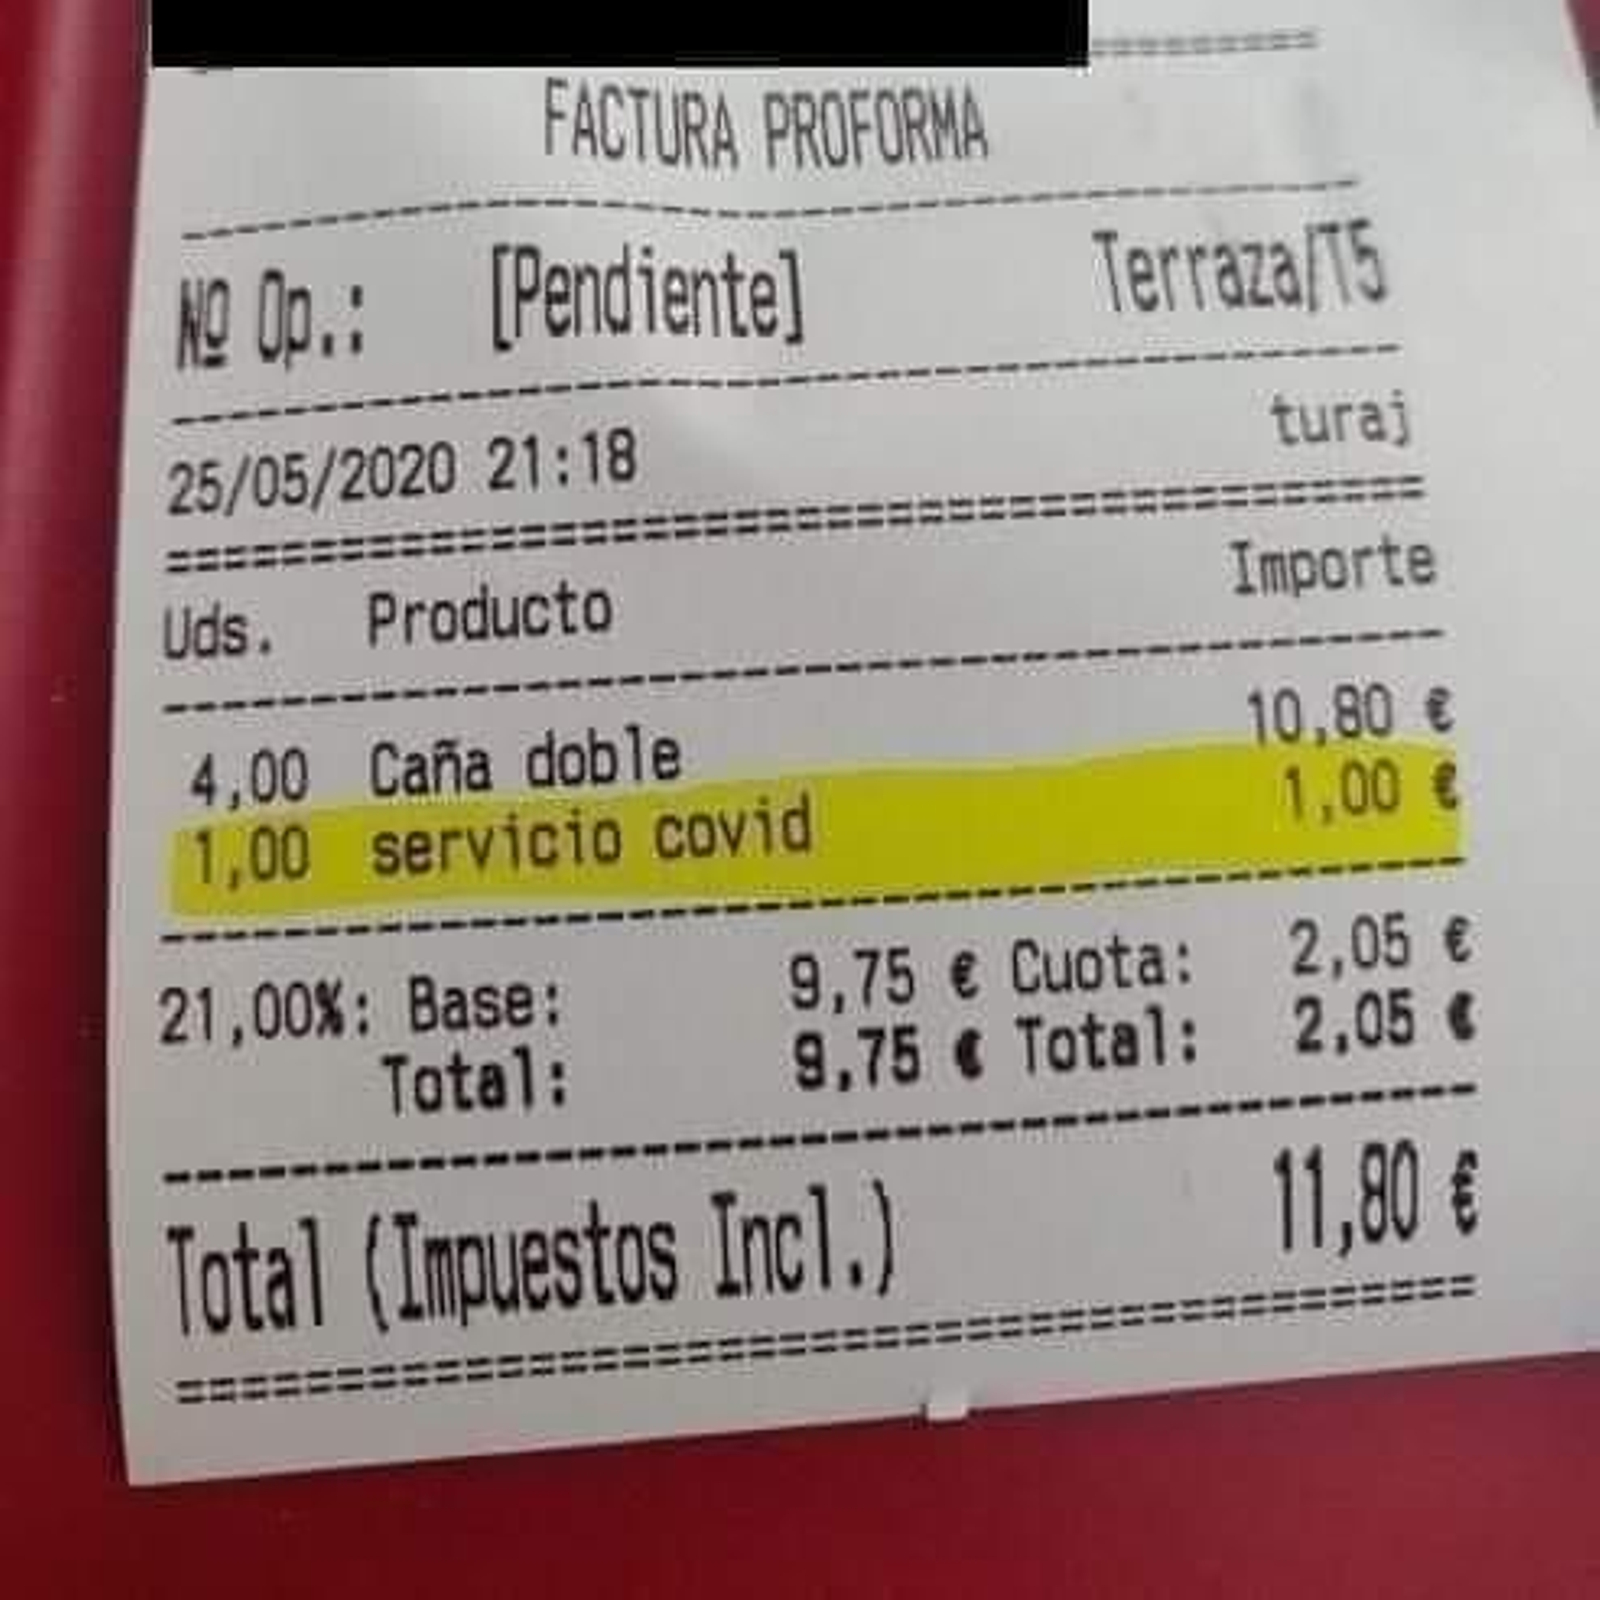 FACTURA PROFORMA
Nº Op.: [Pendiente] Terraza/T5
25/05/2020 21:18 turaj
Uds. Producto Importe
4,00 Caña doble 10,80 €
1,00 servicio covid 1,00 €
21,00%: Base: 9,75 € Cuota: 2,05 €
Total: 9,75 € Total: 2,05 €
Total (Impuestos Incl.) 11,80 €